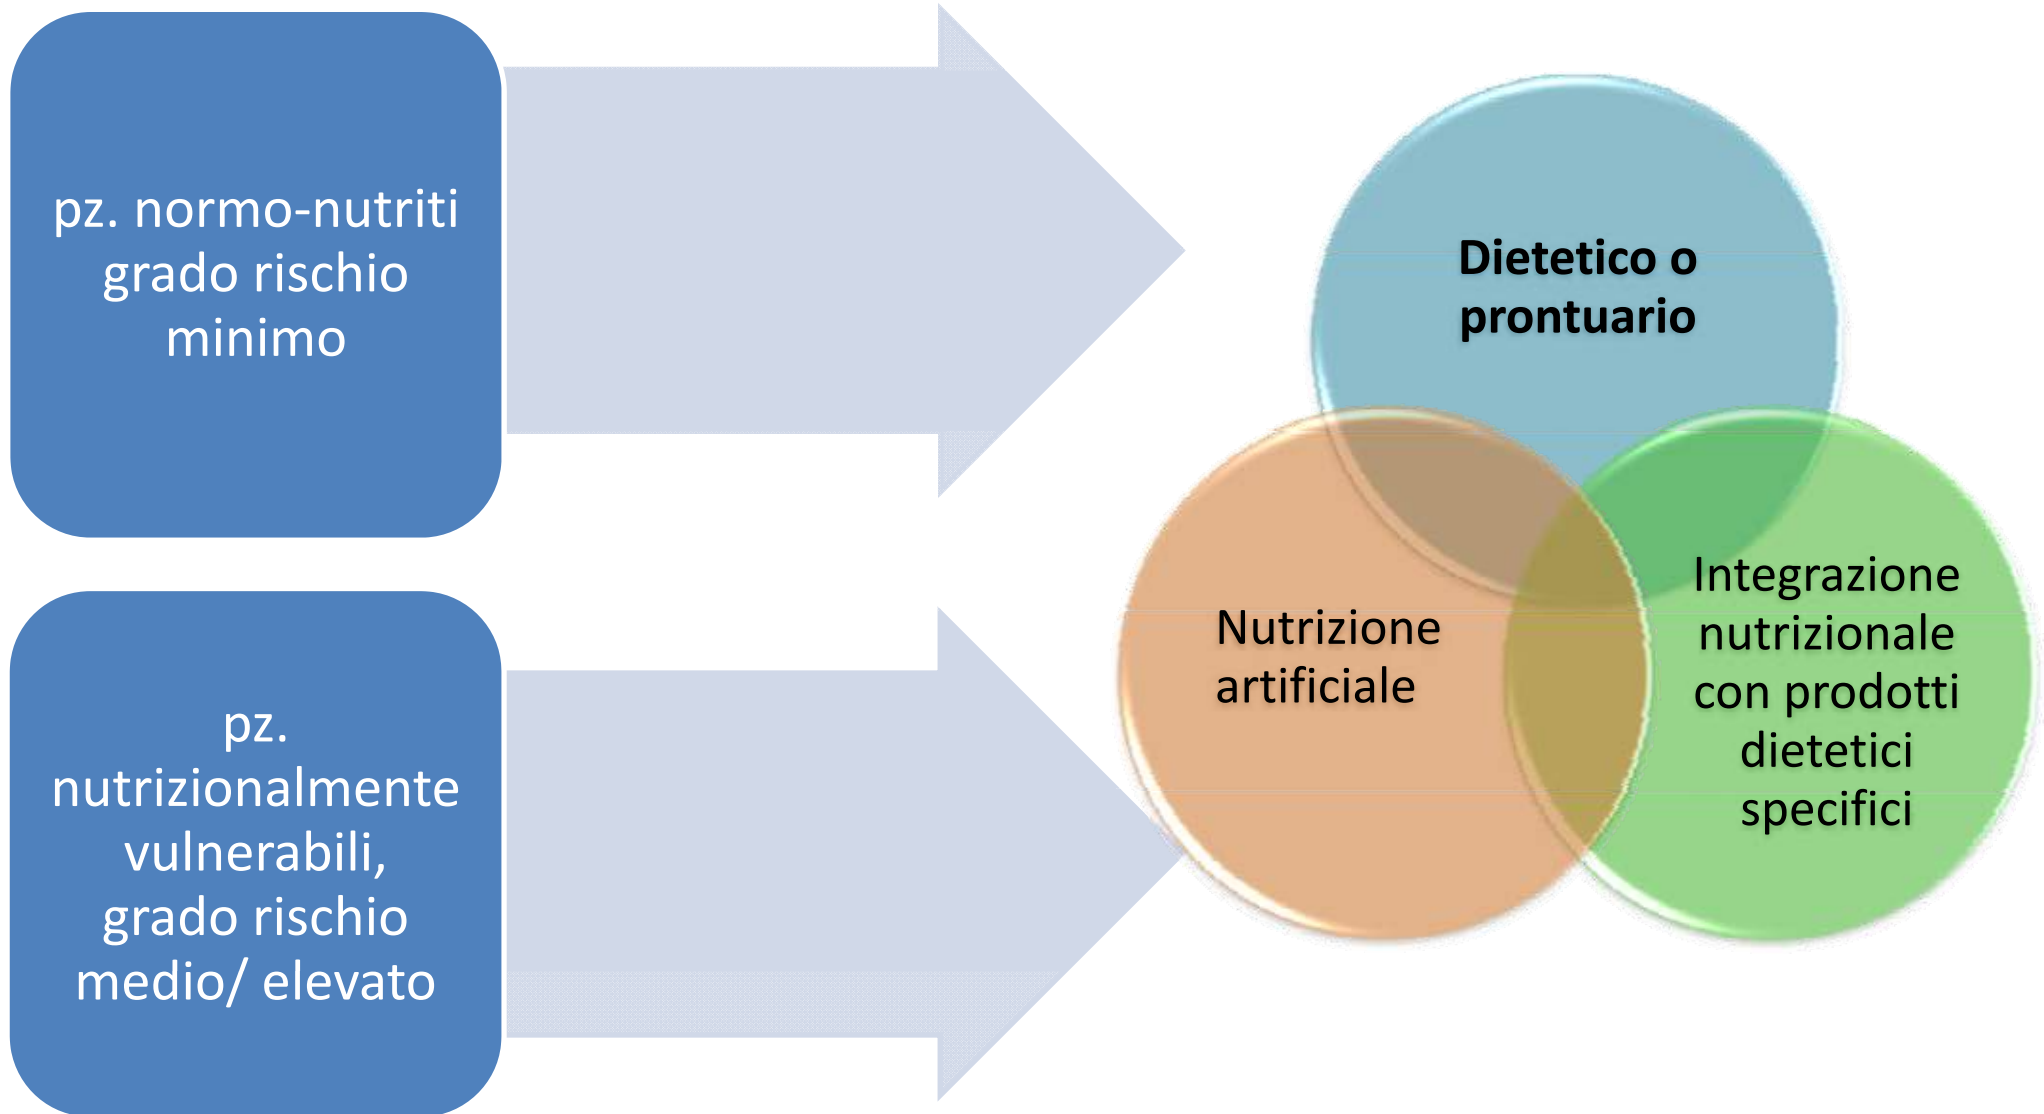 pz. normo-nutriti
grado rischio
minimo
pz.
nutrizionalmente
vulnerabili,
grado rischio
medio/ elevato
Dietetico o
prontuario
Nutrizione
artificiale
Integrazione
nutrizionale
con prodotti
dietetici
specifici